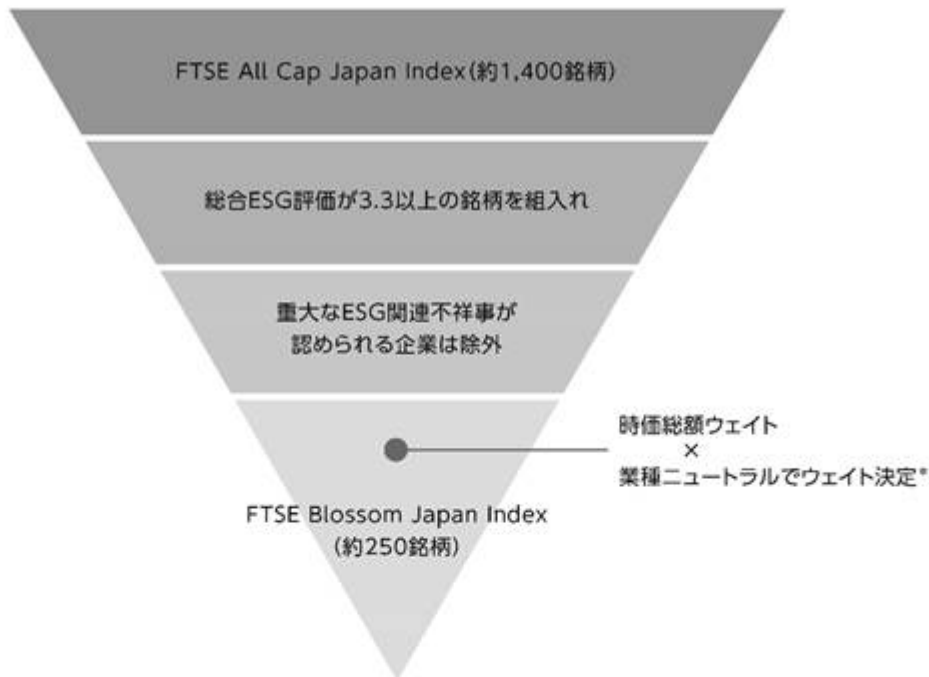 FTSE All Cap Japan Index(約1,400銘柄)
総合ESG評価が3.3以上の銘柄を組入れ
重大なESG関連不祥事が
認められる企業は除外
時価総額ウェイト
×
業種ニュートラルでウェイト決定*
FTSE Blossom Japan Index
(約250銘柄)